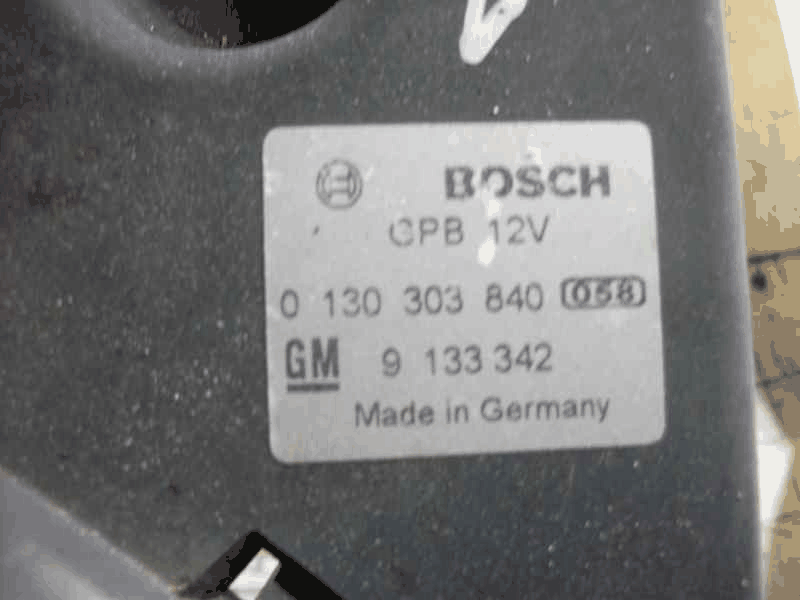 BOSCH
GPB 12V
0 130 303 840 058
GM 9 133 342
Made in Germany